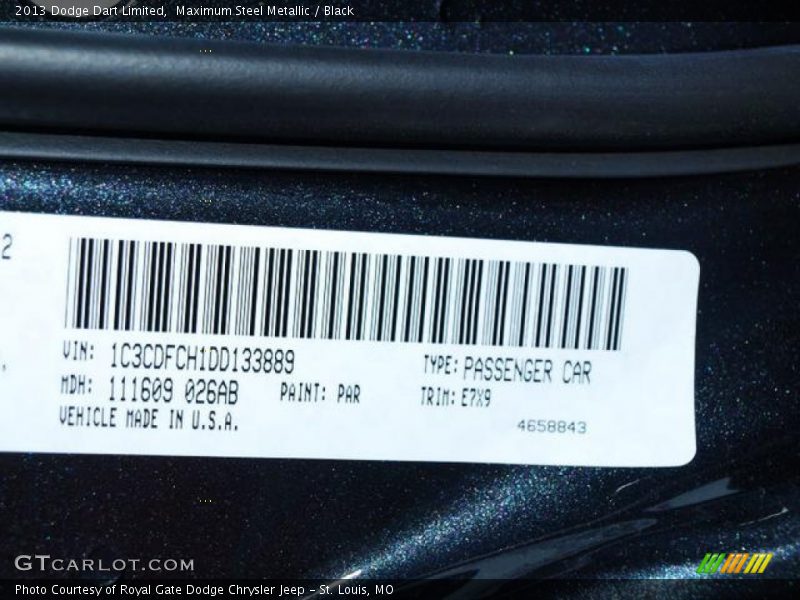 2013 Dodge Dart Limited, Maximum Steel Metallic / Black
2
VIN: 1C3CDFCH1DD133889
TYPE: PASSENGER CAR
MDH: 111609 026AB
PAINT: PAR
TRIM: E7X9
VEHICLE MADE IN U.S.A.
4658843
GTCARLOT.COM
Photo Courtesy of Royal Gate Dodge Chrysler Jeep - St. Louis, MO